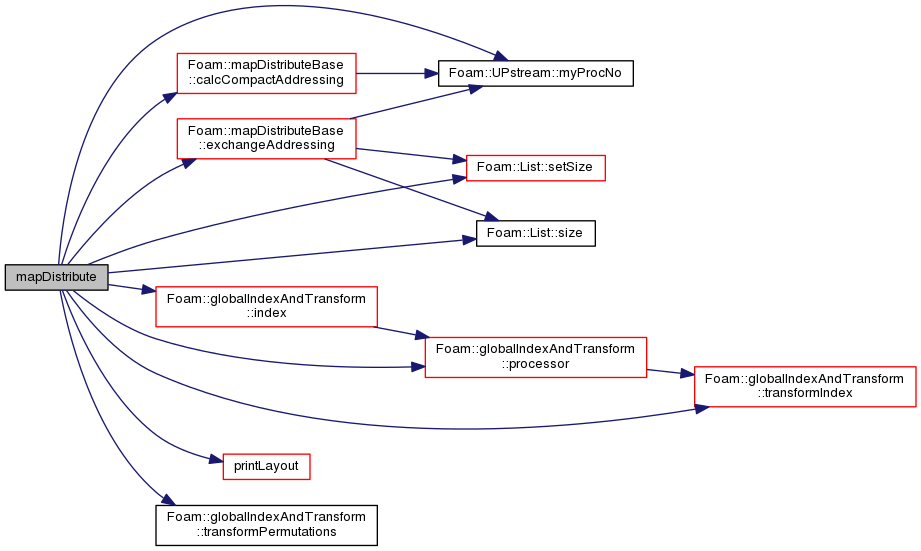 Foam::mapDistributeBase
::calcCompactAddressing
Foam::UPstream::myProcNo
Foam::mapDistributeBase
::exchangeAddressing
Foam::List::setSize
Foam::List::size
mapDistribute
Foam::globalIndexAndTransform
::index
Foam::globalIndexAndTransform
::processor
Foam::globalIndexAndTransform
::transformIndex
printLayout
Foam::globalIndexAndTransform
::transformPermutations